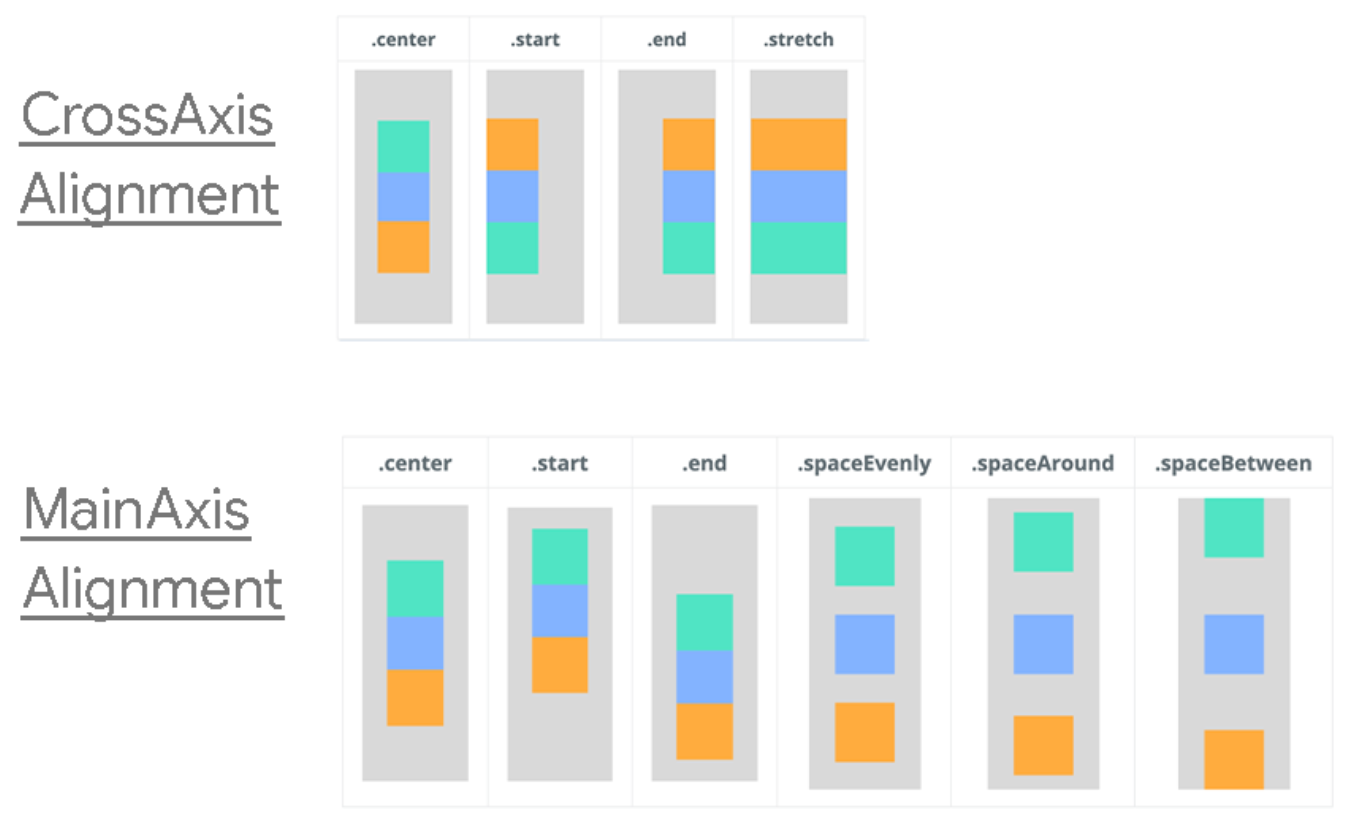 CrossAxis
Alignment
.center .start .end .stretch
MainAxis
Alignment
.center .start .end .spaceEvenly .spaceAround .spaceBetween